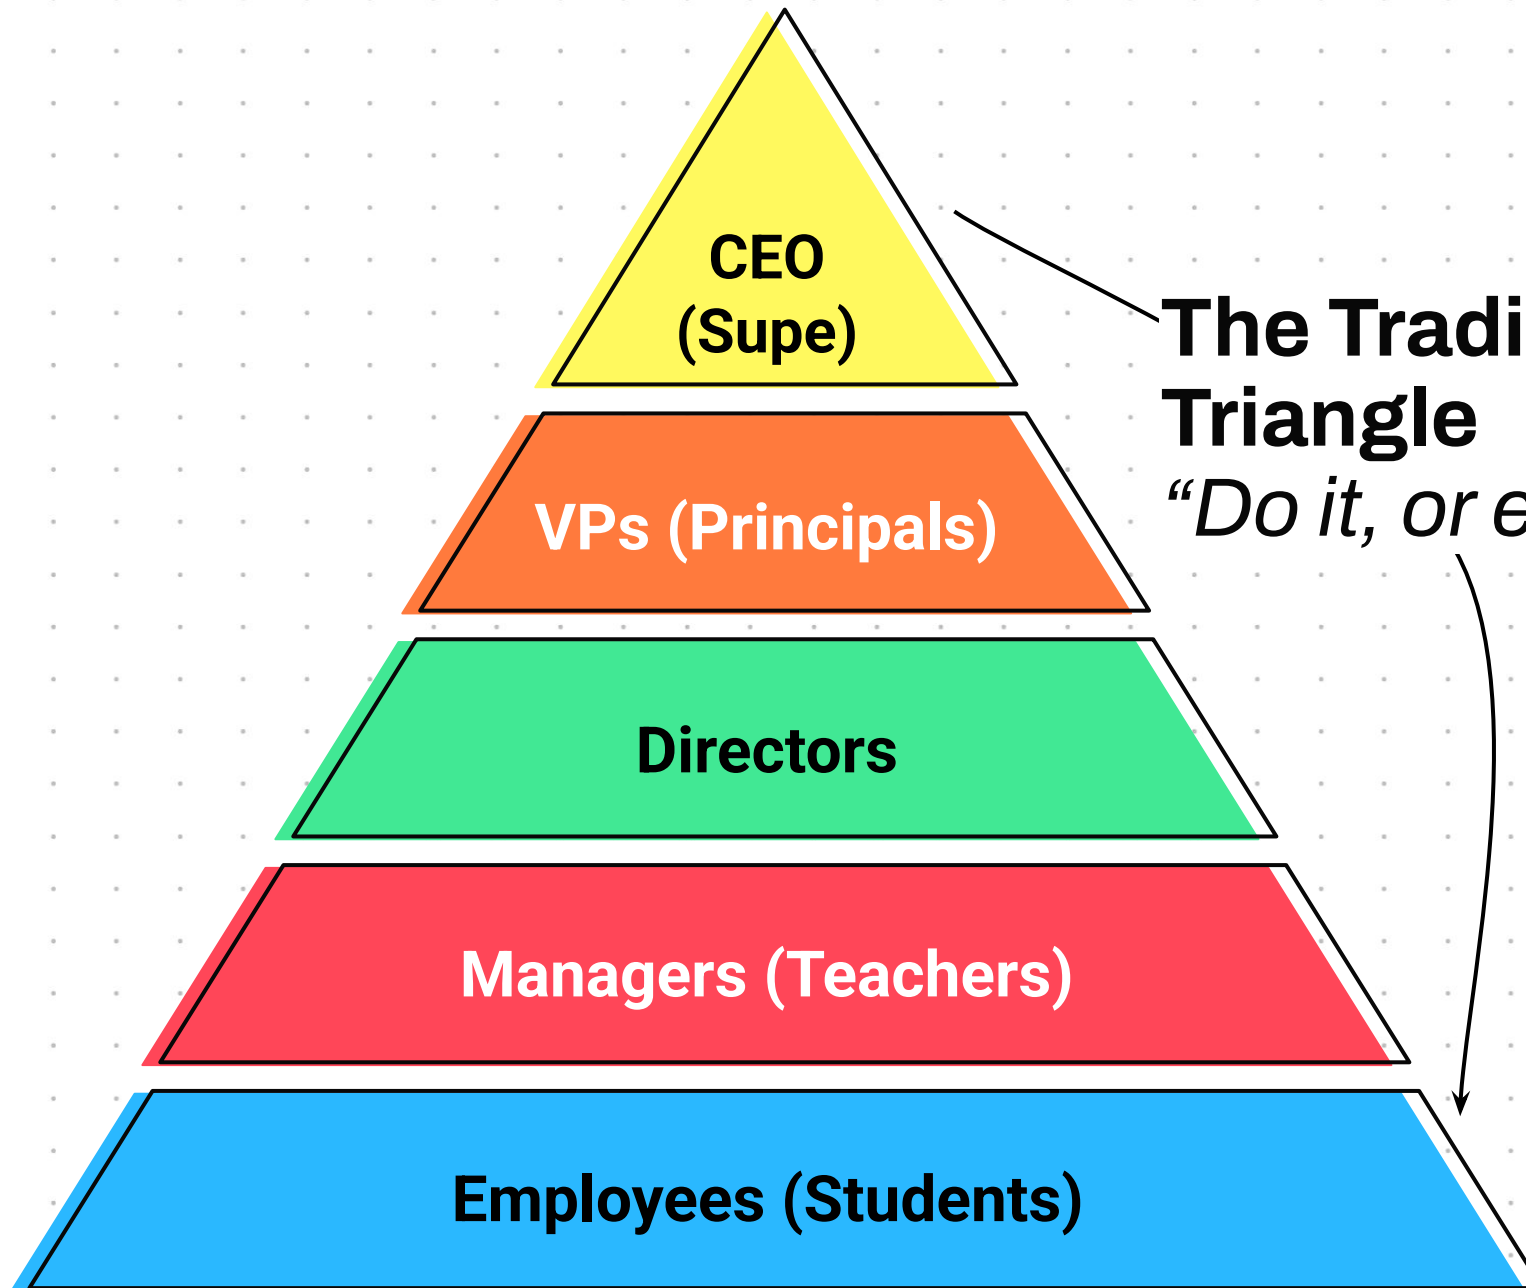 CEO
(Supe)
The Tradi
Triangle
“Do it, or e
VPs (Principals)
Directors
Managers (Teachers)
Employees (Students)